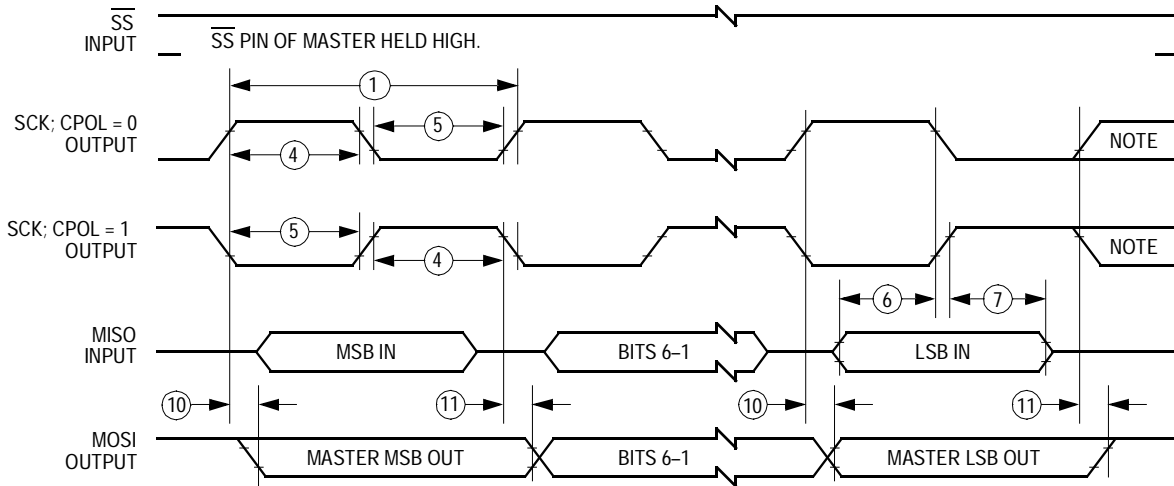 SS
INPUT
SS PIN OF MASTER HELD HIGH.
1
SCK; CPOL = 0
OUTPUT
5
4
NOTE
SCK; CPOL = 1
OUTPUT
5
4
NOTE
6
7
MISO
INPUT
MSB IN
BITS 6–1
LSB IN
10
11
10
11
MOSI
OUTPUT
MASTER MSB OUT
BITS 6–1
MASTER LSB OUT